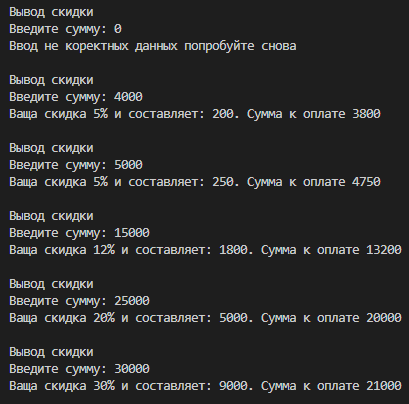 Вывод скидки
Введите сумму: 0
Ввод не коректных данных попробуйте снова
Вывод скидки
Введите сумму: 4000
Ваща скидка 5% и составляет: 200. Сумма к оплате 3800
Вывод скидки
Введите сумму: 5000
Ваща скидка 5% и составляет: 250. Сумма к оплате 4750
Вывод скидки
Введите сумму: 15000
Ваща скидка 12% и составляет: 1800. Сумма к оплате 13200
Вывод скидки
Введите сумму: 25000
Ваща скидка 20% и составляет: 5000. Сумма к оплате 20000
Вывод скидки
Введите сумму: 30000
Ваща скидка 30% и составляет: 9000. Сумма к оплате 21000